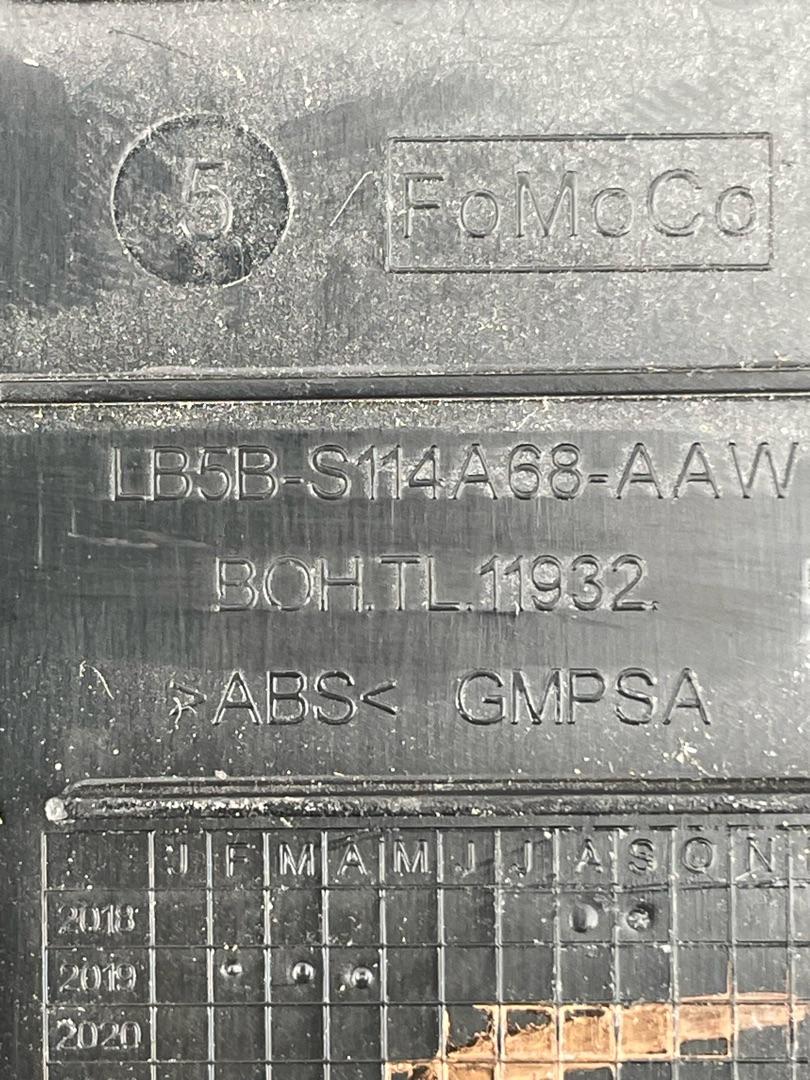 5 FoMoCo
LB5B-S114A68-AAW
BOH.TL.11932.
>ABS< GMPSA
J F M A M J J A S O N
2018
2019
2020